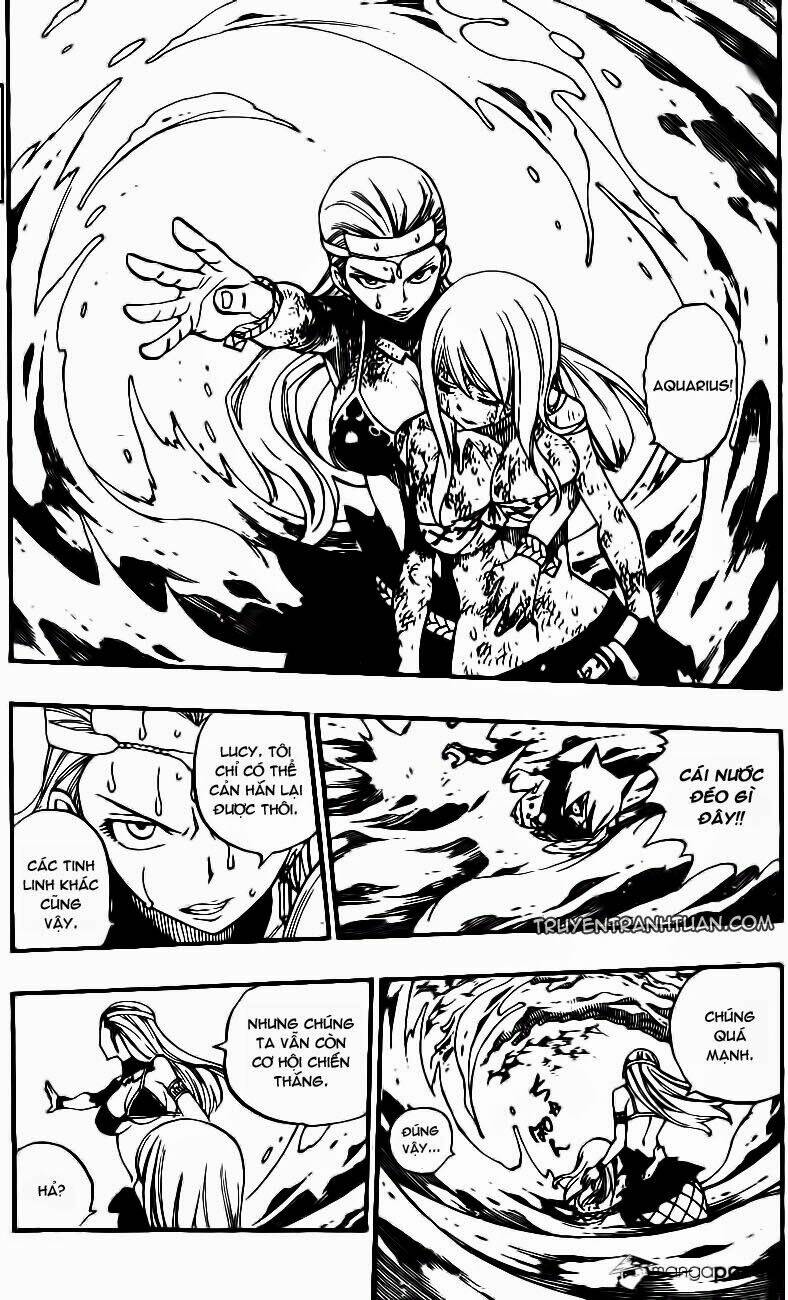 AQUARIUS!
CÁI NƯỚC
ĐÉO GÌ
ĐÂY!!
LUCY. TÔI
CHỈ CÓ THỂ
CẢN HẮN LẠI
ĐƯỢC THÔI.
CÁC TINH
LINH KHÁC
CŨNG
VẬY.
TRUYENTRANHTUAN.COM
CHÚNG
QUÁ
MẠNH.
ĐÚNG
VẬY...
NHƯNG CHÚNG
TA VẪN CÒN
CƠ HỘI CHIẾN
THẮNG.
HẢ?